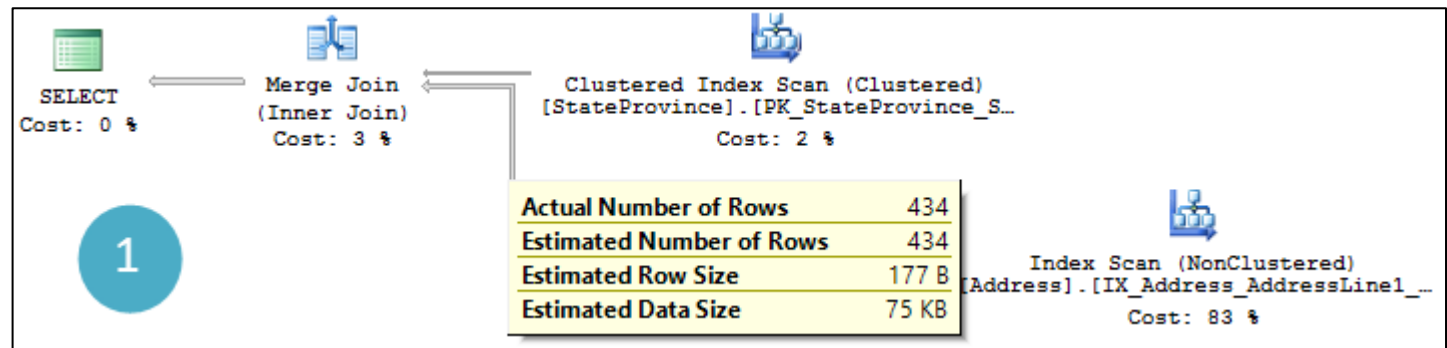 SELECT
Cost: 0 %
Merge Join
(Inner Join)
Cost: 3 %
Clustered Index Scan (Clustered)
[StateProvince].[PK_StateProvince_S…
Cost: 2 %
1
Actual Number of Rows 434
Estimated Number of Rows 434
Estimated Row Size 177 B
Estimated Data Size 75 KB
Index Scan (NonClustered)
[Address].[IX_Address_AddressLine1_…
Cost: 83 %